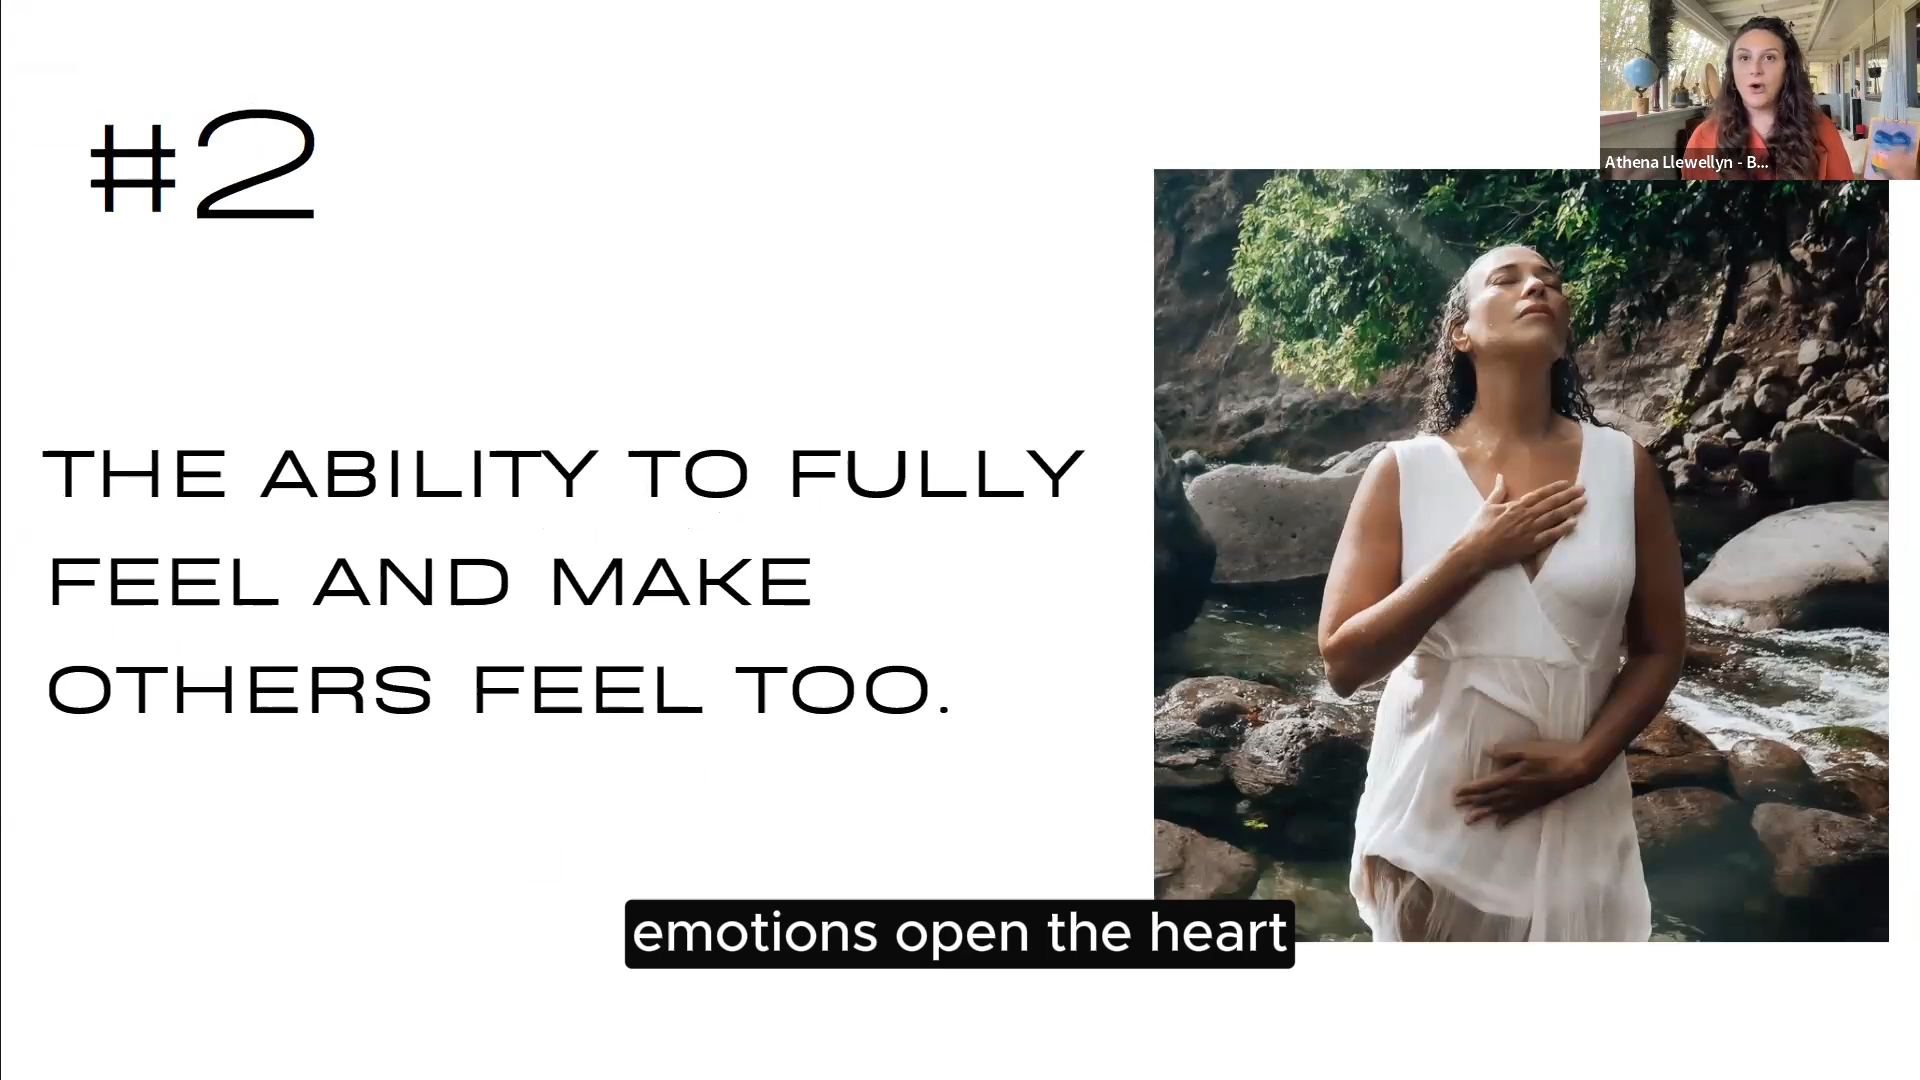 #2
Athena Llewellyn - B...
THE ABILITY TO FULLY
FEEL AND MAKE
OTHERS FEEL TOO.
emotions open the heart